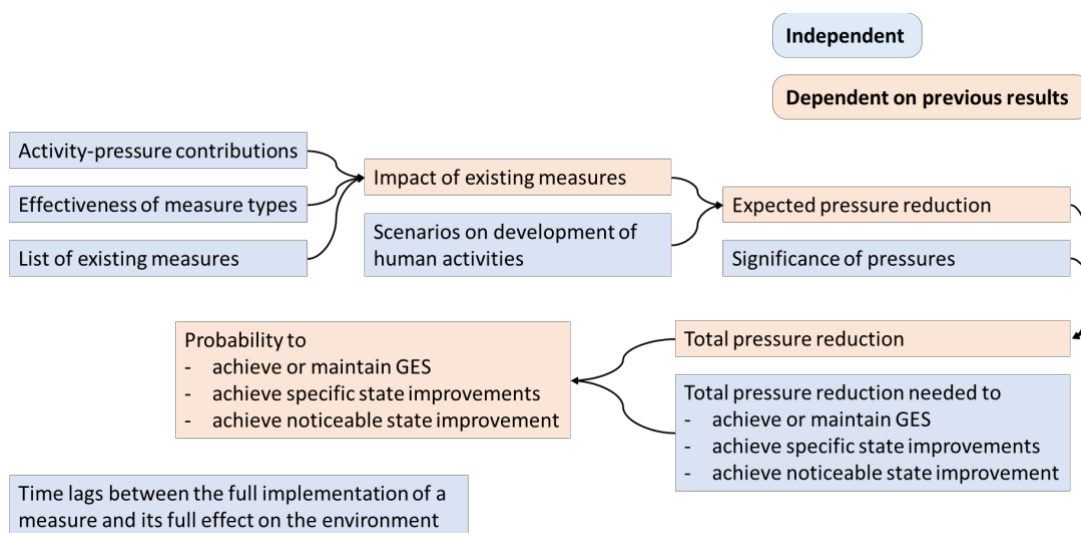 Independent
Dependent on previous results
Activity-pressure contributions
Effectiveness of measure types
List of existing measures
Impact of existing measures
Scenarios on development of
human activities
Expected pressure reduction
Significance of pressures
Probability to
- achieve or maintain GES
- achieve specific state improvements
- achieve noticeable state improvement
Total pressure reduction
Total pressure reduction needed to
- achieve or maintain GES
- achieve specific state improvements
- achieve noticeable state improvement
Time lags between the full implementation of a
measure and its full effect on the environment